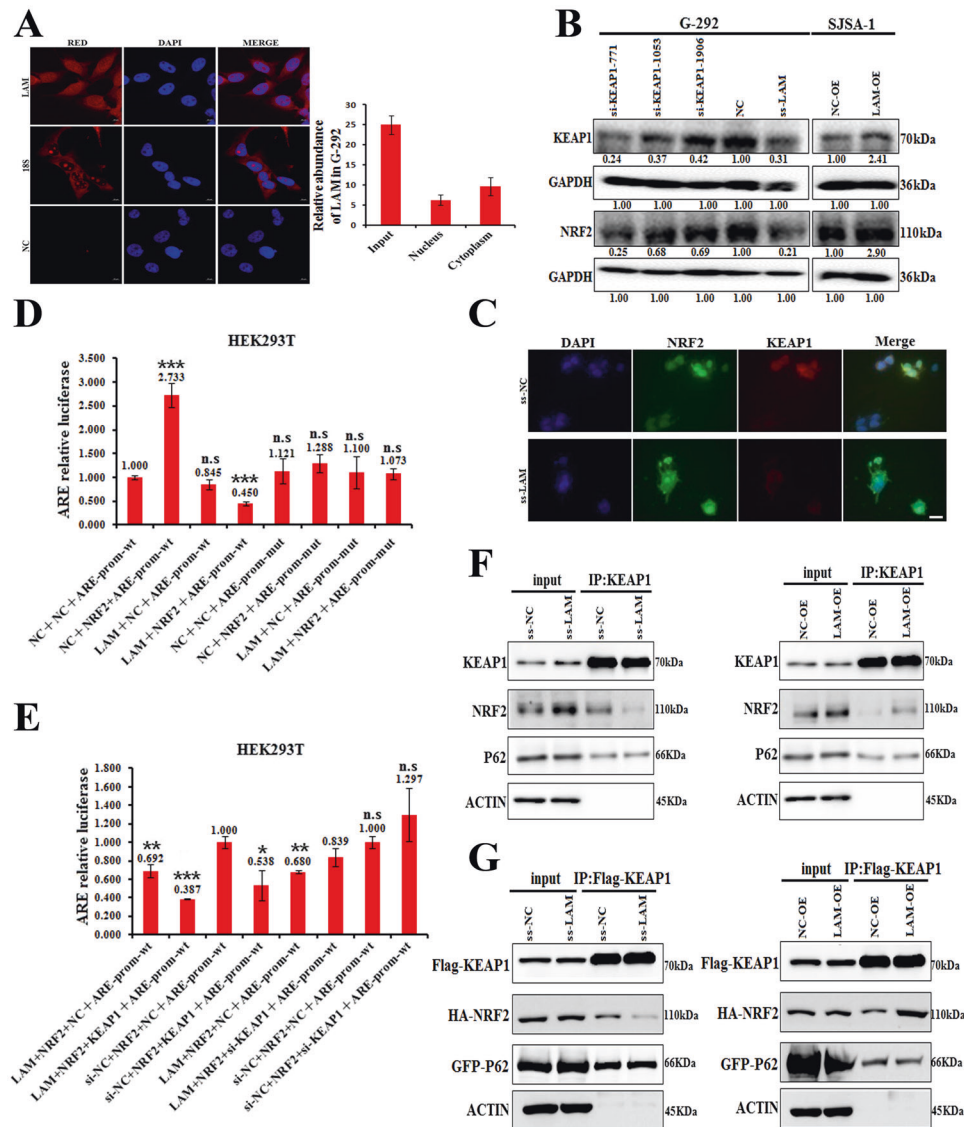 A
RED DAPI MERGE
LAM
18S
NC
Relative abundance
of LAM in G-292
30
25
20
15
10
5
0
Input Nucleus Cytoplasm
B
G-292 SJSA-1
si-KEAP1-771 si-KEAP1-1053 si-KEAP1-1906 NC ss-LAM NC-OE LAM-OE
KEAP1 70kDa
0.24 0.37 0.42 1.00 0.31 1.00 2.41
GAPDH 36kDa
1.00 1.00 1.00 1.00 1.00 1.00 1.00
NRF2 110kDa
0.25 0.68 0.69 1.00 0.21 1.00 2.90
GAPDH 36kDa
1.00 1.00 1.00 1.00 1.00 1.00 1.00
C
DAPI NRF2 KEAP1 Merge
ss-NC
ss-LAM
D
HEK293T
ARE relative luciferase
3.500
3.000
2.500
2.000
1.500
1.000
0.500
0.000
1.000
***
2.733
n.s
0.845
***
0.450
n.s
1.121
n.s
1.288
n.s
1.100
n.s
1.073
NC+NC+ARE-prom-wt
NC+NRF2+ARE-prom-wt
LAM+NC+ARE-prom-wt
LAM+NRF2+ARE-prom-wt
NC+NC+ARE-prom-mut
NC+NRF2+ARE-prom-mut
LAM+NC+ARE-prom-mut
LAM+NRF2+ARE-prom-mut
E
HEK293T
ARE relative luciferase
1.800
1.600
1.400
1.200
1.000
0.800
0.600
0.400
0.200
0.000
**
0.692
***
0.387
1.000
*
0.538
**
0.680
0.839
n.s
1.000
n.s
1.297
LAM+NRF2+NC+ARE-prom-wt
LAM+NRF2+KEAP1+ARE-prom-wt
si-NC+NRF2+NC+ARE-prom-wt
si-NC+NRF2+KEAP1+ARE-prom-wt
LAM+NRF2+NC+ARE-prom-wt
LAM+NRF2+si-KEAP1+ARE-prom-wt
si-NC+NRF2+NC+ARE-prom-wt
si-NC+NRF2+si-KEAP1+ARE-prom-wt
F
input IP:KEAP1
ss-NC ss-LAM ss-NC ss-LAM
KEAP1 70kDa
NRF2 110kDa
P62 66KDa
ACTIN 45KDa
input IP:KEAP1
NC-OE LAM-OE NC-OE LAM-OE
KEAP1 70kDa
NRF2 110kDa
P62 66KDa
ACTIN 45KDa
G
input IP:Flag-KEAP1
ss-NC ss-LAM ss-NC ss-LAM
Flag-KEAP1 70kDa
HA-NRF2 110kDa
GFP-P62 66KDa
ACTIN 45KDa
input IP:Flag-KEAP1
NC-OE LAM-OE NC-OE LAM-OE
Flag-KEAP1 70kDa
HA-NRF2 110kDa
GFP-P62 66KDa
ACTIN 45KDa